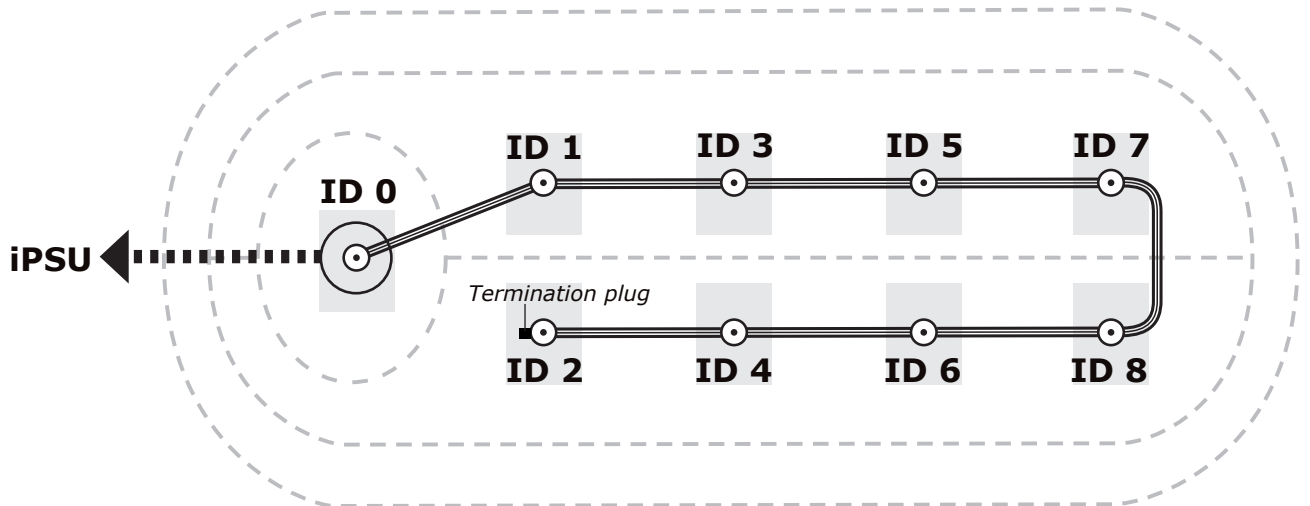 ID 1
ID 3
ID 5
ID 7
ID 0
iPSU
Termination plug
ID 2
ID 4
ID 6
ID 8